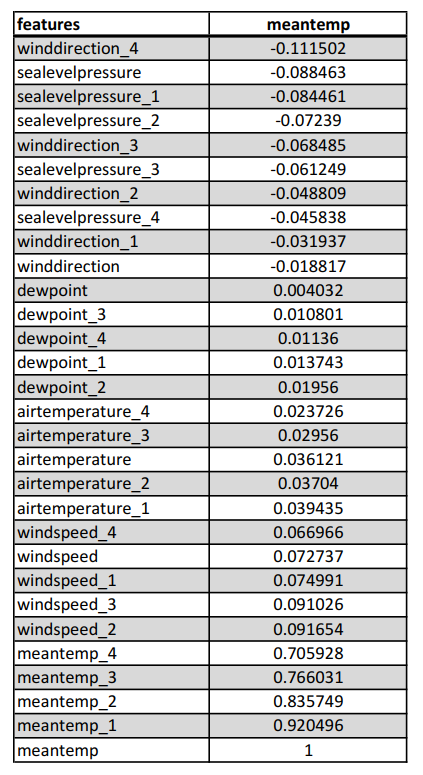 features meantemp
winddirection_4 -0.111502
sealevelpressure -0.088463
sealevelpressure_1 -0.084461
sealevelpressure_2 -0.07239
winddirection_3 -0.068485
sealevelpressure_3 -0.061249
winddirection_2 -0.048809
sealevelpressure_4 -0.045838
winddirection_1 -0.031937
winddirection -0.018817
dewpoint 0.004032
dewpoint_3 0.010801
dewpoint_4 0.01136
dewpoint_1 0.013743
dewpoint_2 0.01956
airtemperature_4 0.023726
airtemperature_3 0.02956
airtemperature 0.036121
airtemperature_2 0.03704
airtemperature_1 0.039435
windspeed_4 0.066966
windspeed 0.072737
windspeed_1 0.074991
windspeed_3 0.091026
windspeed_2 0.091654
meantemp_4 0.705928
meantemp_3 0.766031
meantemp_2 0.835749
meantemp_1 0.920496
meantemp 1